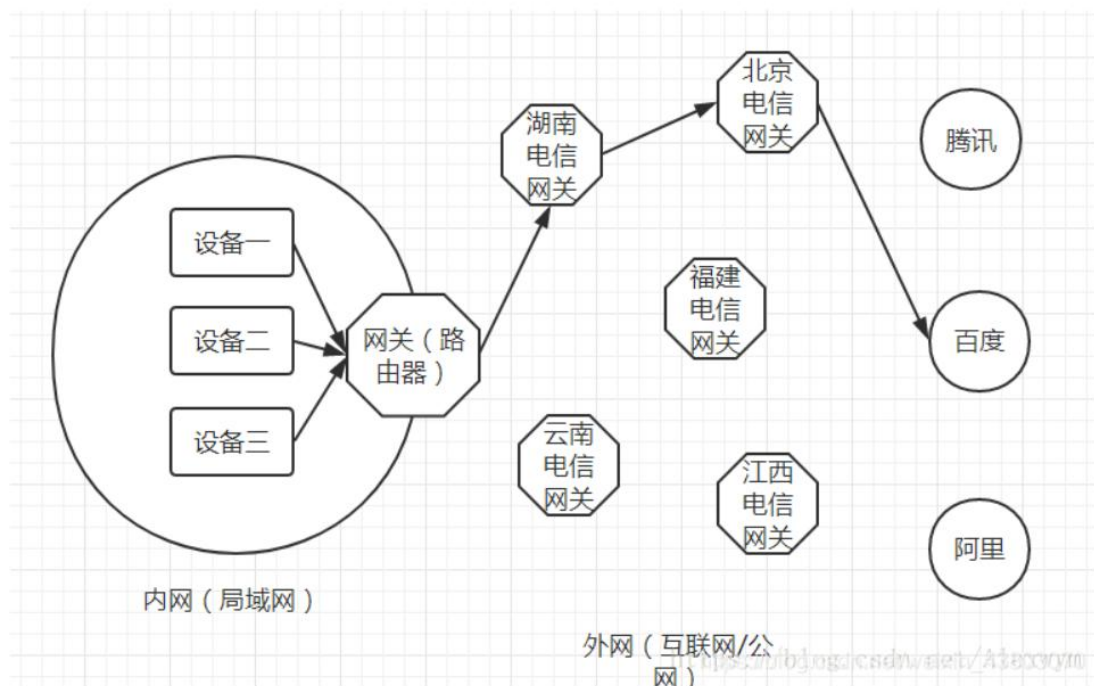 北京
电信
网关
湖南
电信
网关
腾讯
设备一
福建
电信
网关
设备二
网关（路
由器）
百度
设备三
云南
电信
网关
江西
电信
网关
阿里
内网（局域网）
外网（互联网/公
网）